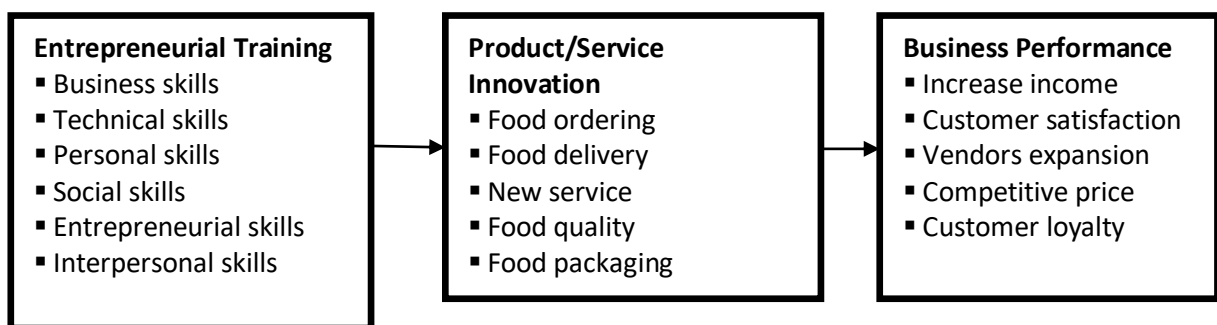 Entrepreneurial Training
▪ Business skills
▪ Technical skills
▪ Personal skills
▪ Social skills
▪ Entrepreneurial skills
▪ Interpersonal skills
Product/Service
Innovation
▪ Food ordering
▪ Food delivery
▪ New service
▪ Food quality
▪ Food packaging
Business Performance
▪ Increase income
▪ Customer satisfaction
▪ Vendors expansion
▪ Competitive price
▪ Customer loyalty